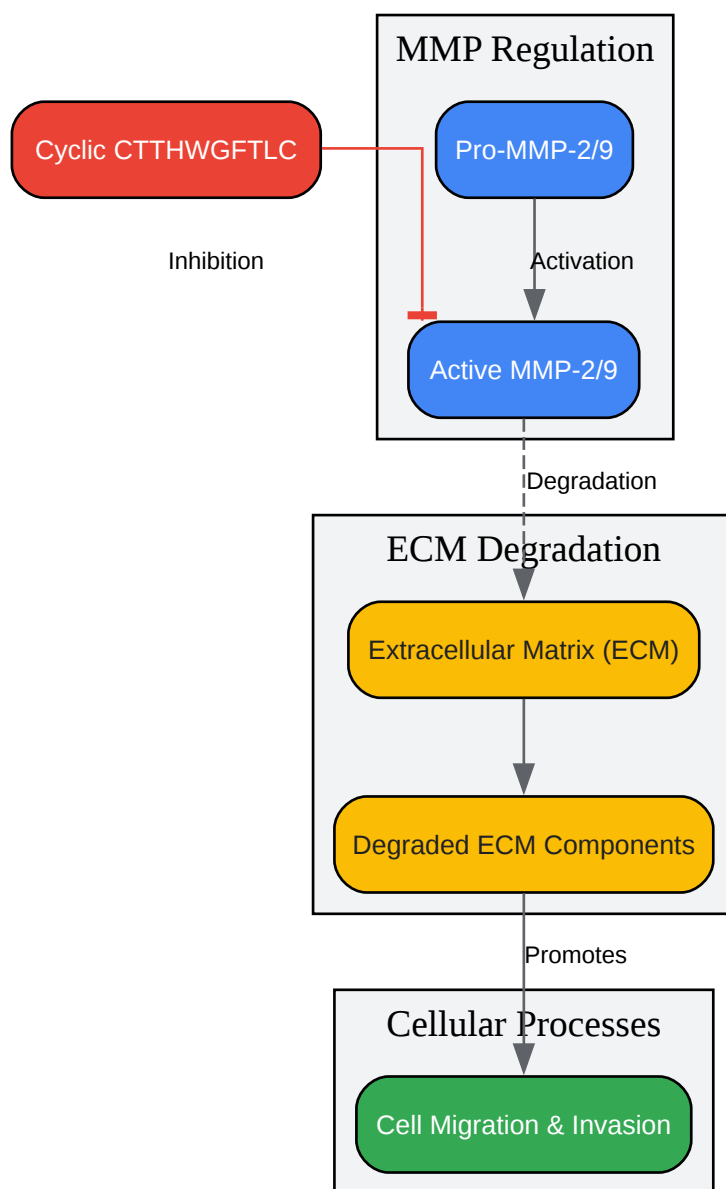 MMP Regulation
Cyclic CTTHWGFTLC
Pro-MMP-2/9
Inhibition
Activation
Active MMP-2/9
Degradation
ECM Degradation
Extracellular Matrix (ECM)
Degraded ECM Components
Promotes
Cellular Processes
Cell Migration & Invasion